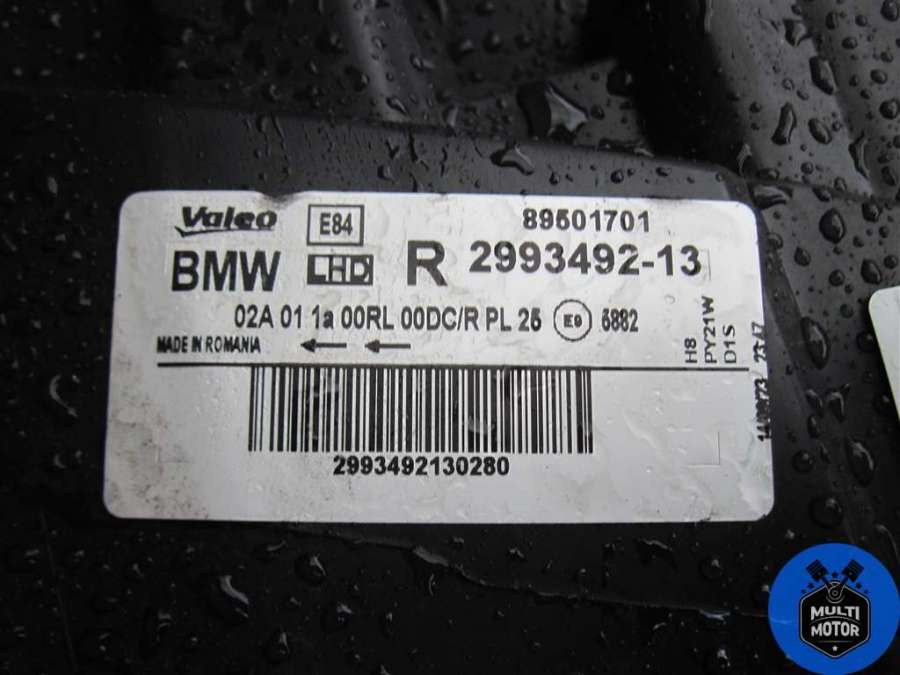 Valeo E84 89501701
BMW LHD R 2993492-13
02A 01 1a 00RL 00DC/R PL 25 E9 5882
MADE IN ROMANIA
H8
PY21W
D1S
2993492130280
MULTI
MOTOR